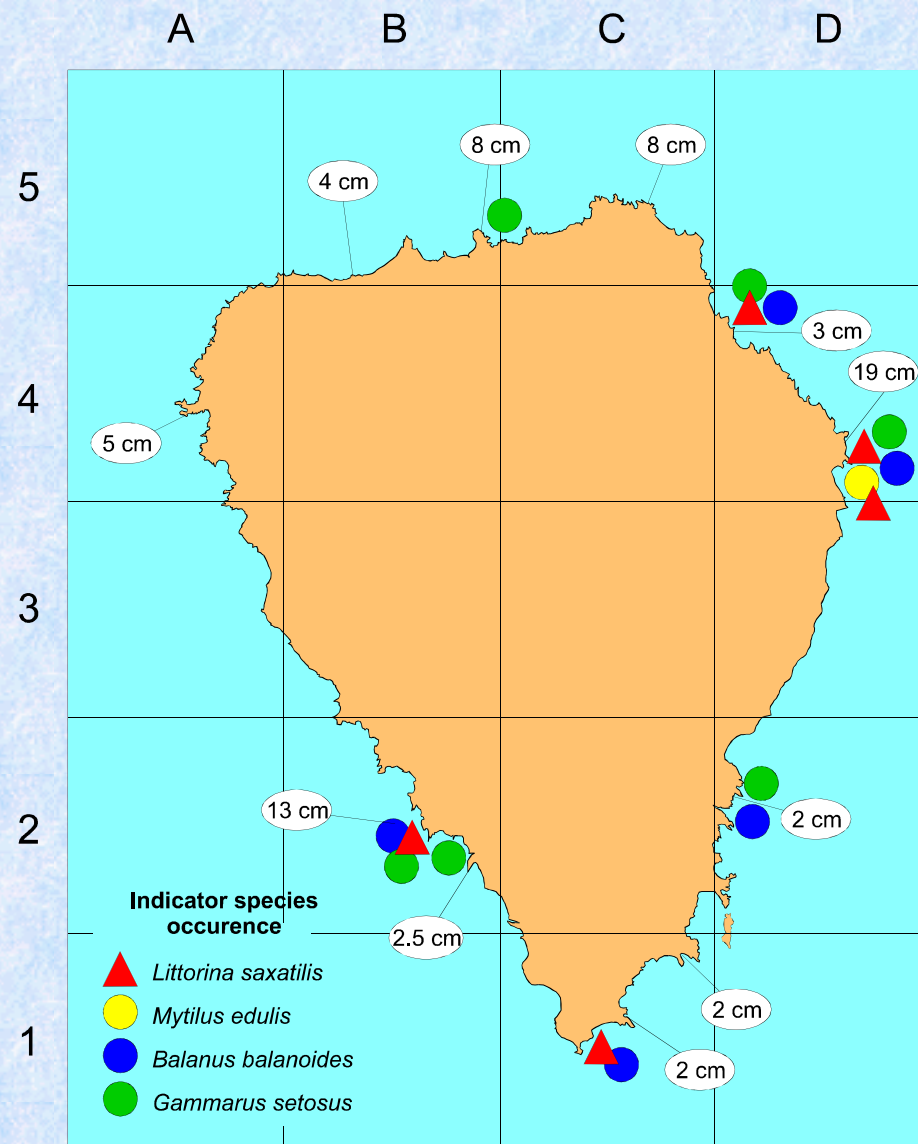 A B C D
5
4
3
2
1
8 cm
8 cm
4 cm
3 cm
19 cm
5 cm
13 cm
2 cm
2.5 cm
2 cm
2 cm
Indicator species
occurence
Littorina saxatilis
Mytilus edulis
Balanus balanoides
Gammarus setosus